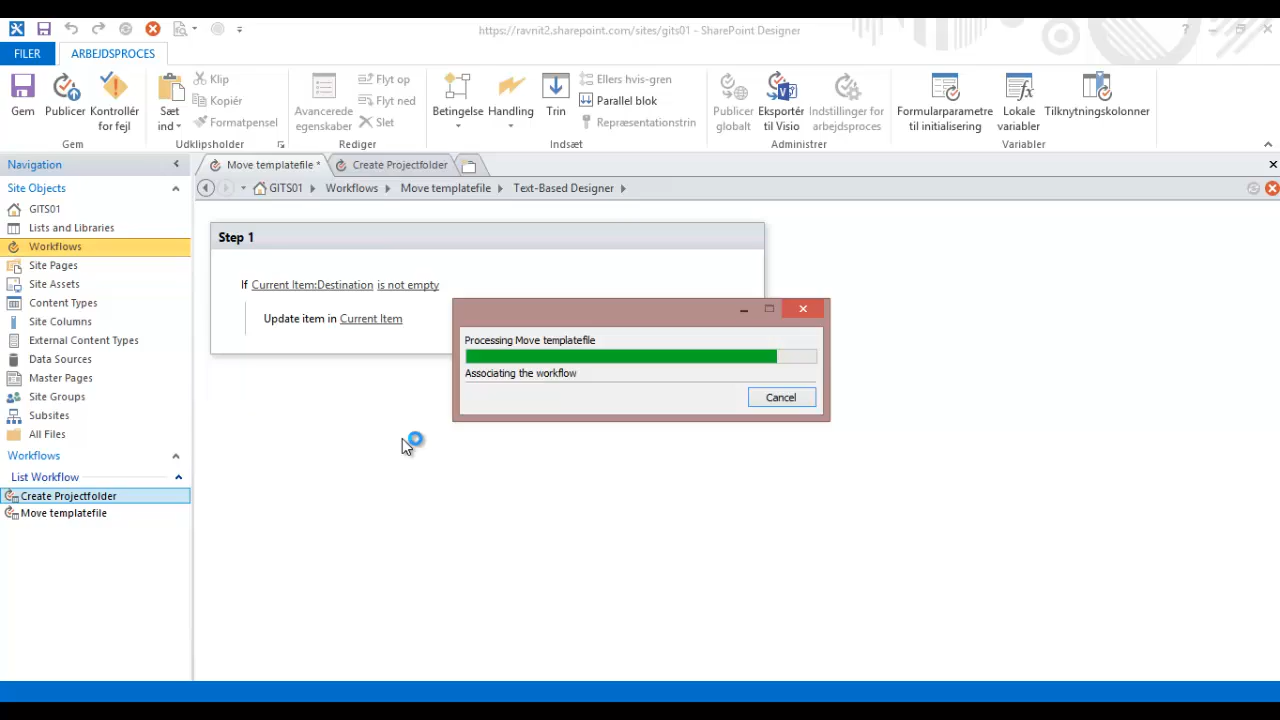 https://ravnit2.sharepoint.com/sites/gits01 - SharePoint Designer
FILER
ARBEJDSPROCES
Gem
Publicer
Kontrollér for fejl
Gem
Sæt ind
Klip
Kopiér
Formatpensel
Udklipsholder
Avancerede egenskaber
Flyt op
Flyt ned
Slet
Rediger
Betingelse
Handling
Trin
Ellers hvis-gren
Parallel blok
Repræsentationstrin
Indsæt
Publicer globalt
Eksportér til Visio
Indstillinger for arbejdsproces
Administrer
Formularparametre til initialisering
Lokale variabler
Tilknytningskolonner
Variabler
Navigation
Move templatefile *
Create Projectfolder
GITS01
Workflows
Move templatefile
Text-Based Designer
Site Objects
GITS01
Lists and Libraries
Workflows
Site Pages
Site Assets
Content Types
Site Columns
External Content Types
Data Sources
Master Pages
Site Groups
Subsites
All Files
Workflows
List Workflow
Create Projectfolder
Move templatefile
Step 1
If Current Item:Destination is not empty
Update item in Current Item
Processing Move templatefile
Associating the workflow
Cancel